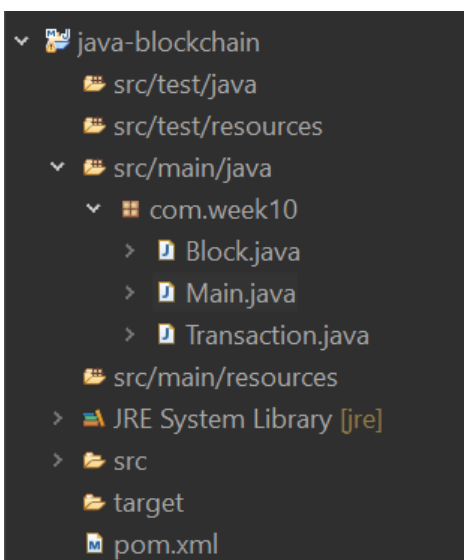 java-blockchain
src/test/java
src/test/resources
src/main/java
com.week10
Block.java
Main.java
Transaction.java
src/main/resources
JRE System Library [jre]
src
target
pom.xml